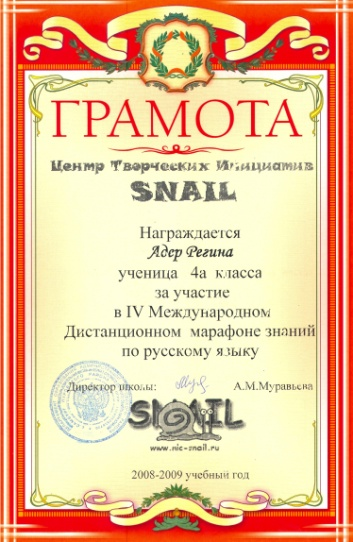 ГРАМОТА
Центр Творческих Инициатив
SNAIL
Награждается
Адер Регина
ученица 4а класса
за участие
в IV Международном
Дистанционном марафоне знаний
по русскому языку
Директор школы: А.М.Муравьева
SNAIL
www.nic-snail.ru
2008-2009 учебный год